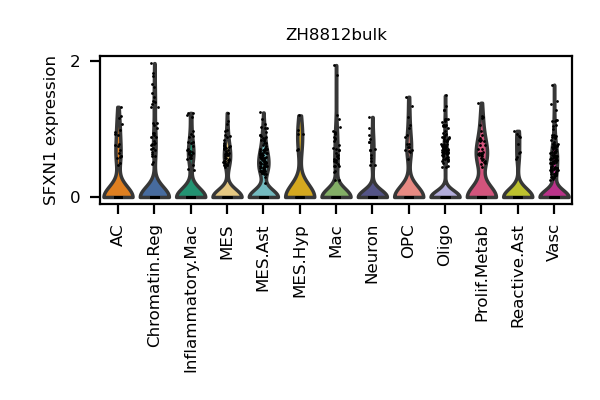 ZH8812bulk
SFXN1 expression
2
0
AC
Chromatin.Reg
Inflammatory.Mac
MES
MES.Ast
MES.Hyp
Mac
Neuron
OPC
Oligo
Prolif.Metab
Reactive.Ast
Vasc